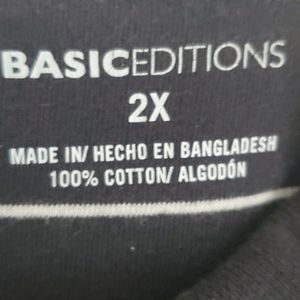 BASICEDITIONS
2X
MADE IN/ HECHO EN BANGLADESH
100% COTTON/ ALGODÓN